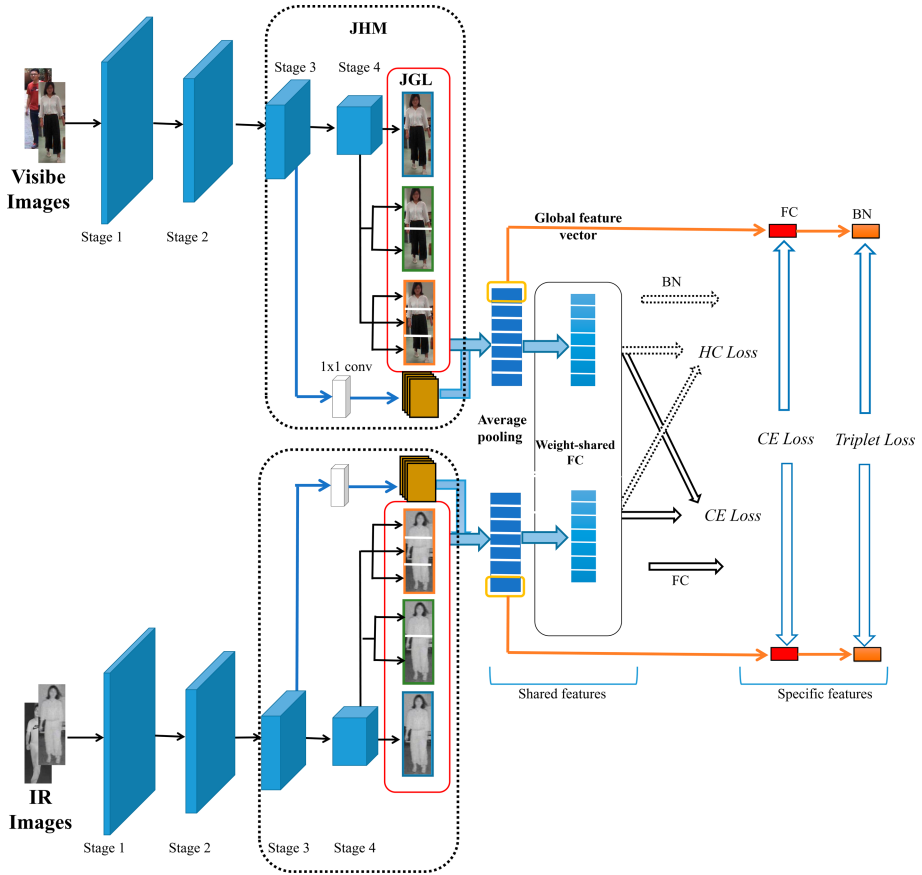 JHM
Stage 3
Stage 4
JGL
Visibe
Images
Stage 1
Stage 2
Global feature
vector
FC
BN
BN
HC Loss
1x1 conv
Average
pooling
Weight-shared
FC
CE Loss
Triplet Loss
CE Loss
FC
Shared features
Specific features
IR
Images
Stage 1
Stage 2
Stage 3
Stage 4